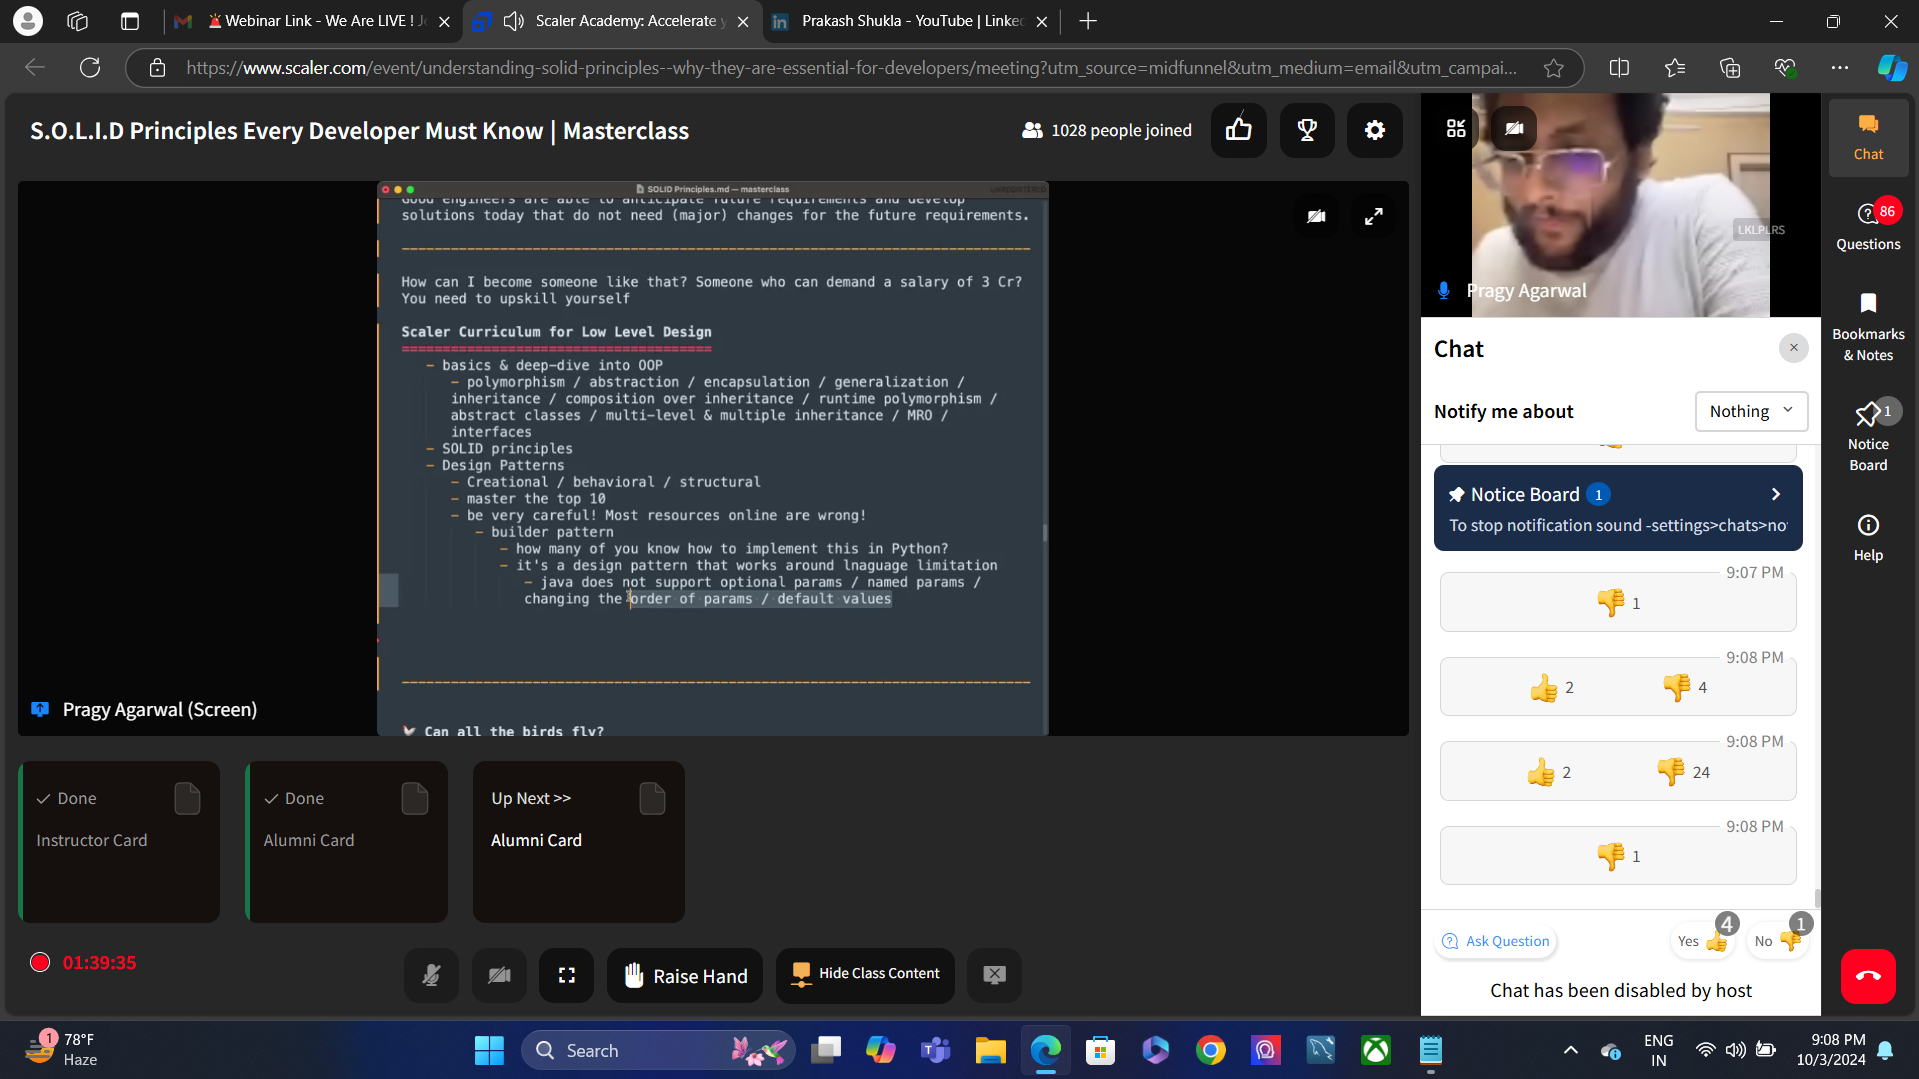 🚨Webinar Link - We Are LIVE ! J
Scaler Academy: Accelerate y
Prakash Shukla - YouTube | Linke
https://www.scaler.com/event/understanding-solid-principles--why-they-are-essential-for-developers/meeting?utm_source=midfunnel&utm_medium=email&utm_campai...
S.O.L.I.D Principles Every Developer Must Know | Masterclass
1028 people joined
SOLID Principles.md — masterclass
Good engineers are able to anticipate future requirements and develop
solutions today that do not need (major) changes for the future requirements.
How can I become someone like that? Someone who can demand a salary of 3 Cr?
You need to upskill yourself
Scaler Curriculum for Low Level Design
- basics & deep-dive into OOP
- polymorphism / abstraction / encapsulation / generalization /
inheritance / composition over inheritance / runtime polymorphism /
abstract classes / multi-level & multiple inheritance / MRO /
interfaces
- SOLID principles
- Design Patterns
- Creational / behavioral / structural
- master the top 10
- be very careful! Most resources online are wrong!
- builder pattern
- how many of you know how to implement this in Python?
- it's a design pattern that works around lnaguage limitation
- java does not support optional params / named params /
changing the order of params / default values
🕊 Can all the birds fly?
Pragy Agarwal (Screen)
LKLPLRS
Pragy Agarwal
Chat
Notify me about
Nothing
Notice Board 1
To stop notification sound -settings>chats>no
9:07 PM
👎 1
9:08 PM
👍 2 👎 4
9:08 PM
👍 2 👎 24
9:08 PM
👎 1
Ask Question
Yes 👍 4
No 👎 1
Chat has been disabled by host
Chat
86
Questions
Bookmarks
& Notes
1
Notice
Board
Help
Done
Instructor Card
Done
Alumni Card
Up Next >>
Alumni Card
01:39:35
Raise Hand
Hide Class Content
1
78°F
Haze
Search
ENG
IN
9:08 PM
10/3/2024